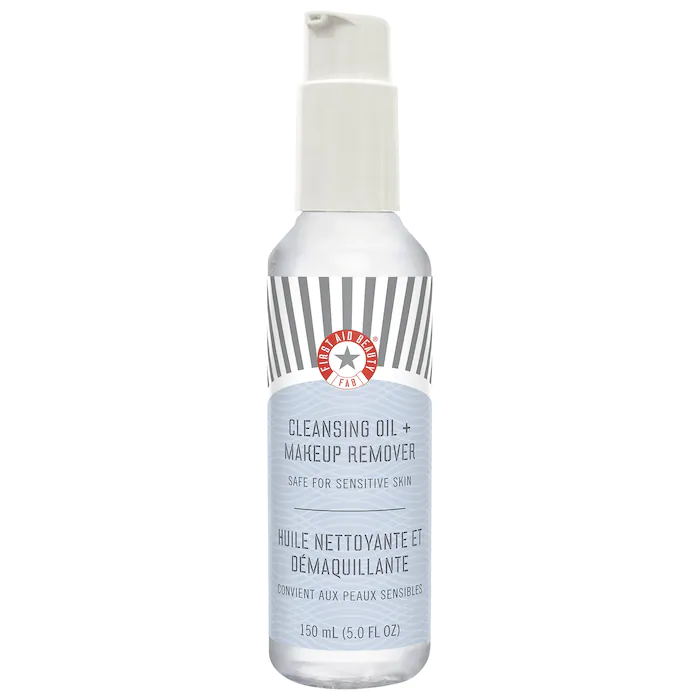 FIRST AID BEAUTY®
FAB
CLEANSING OIL +
MAKEUP REMOVER
SAFE FOR SENSITIVE SKIN
HUILE NETTOYANTE ET
DÉMAQUILLANTE
CONVIENT AUX PEAUX SENSIBLES
150 mL (5.0 FL OZ)